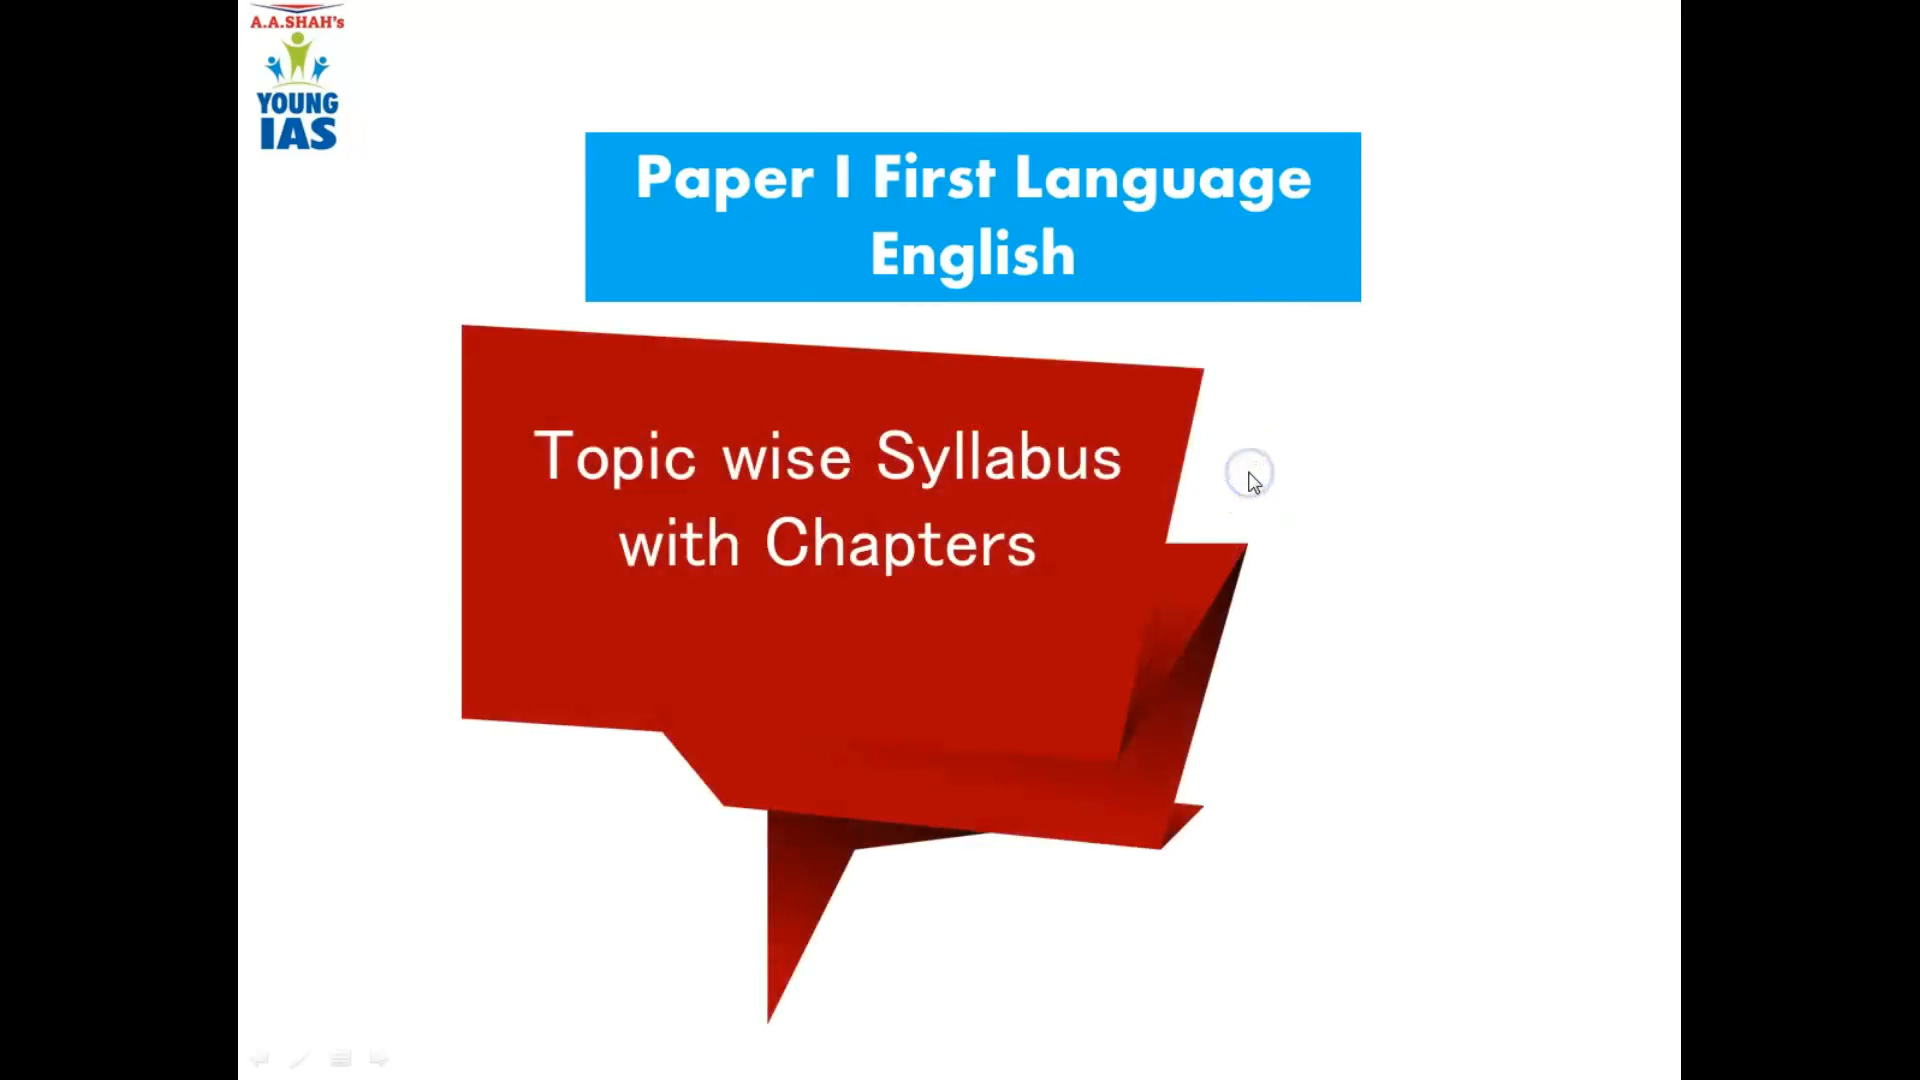 A.A.SHAH's
YOUNG
IAS
Paper I First Language
English
Topic wise Syllabus
with Chapters